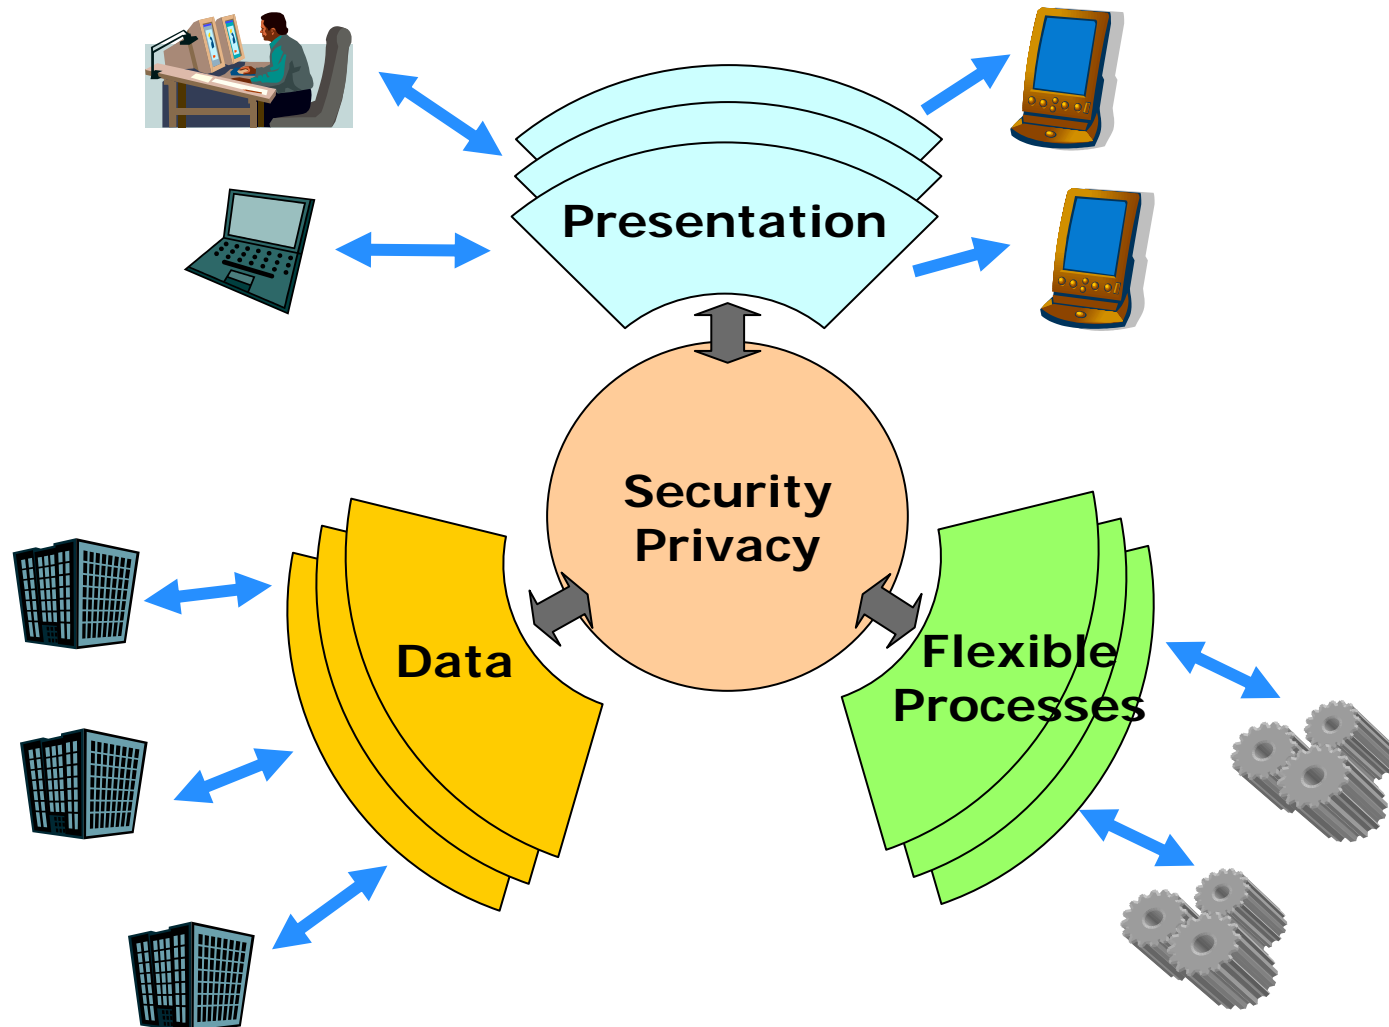 Presentation
Security
Privacy
Data
Flexible
Processes